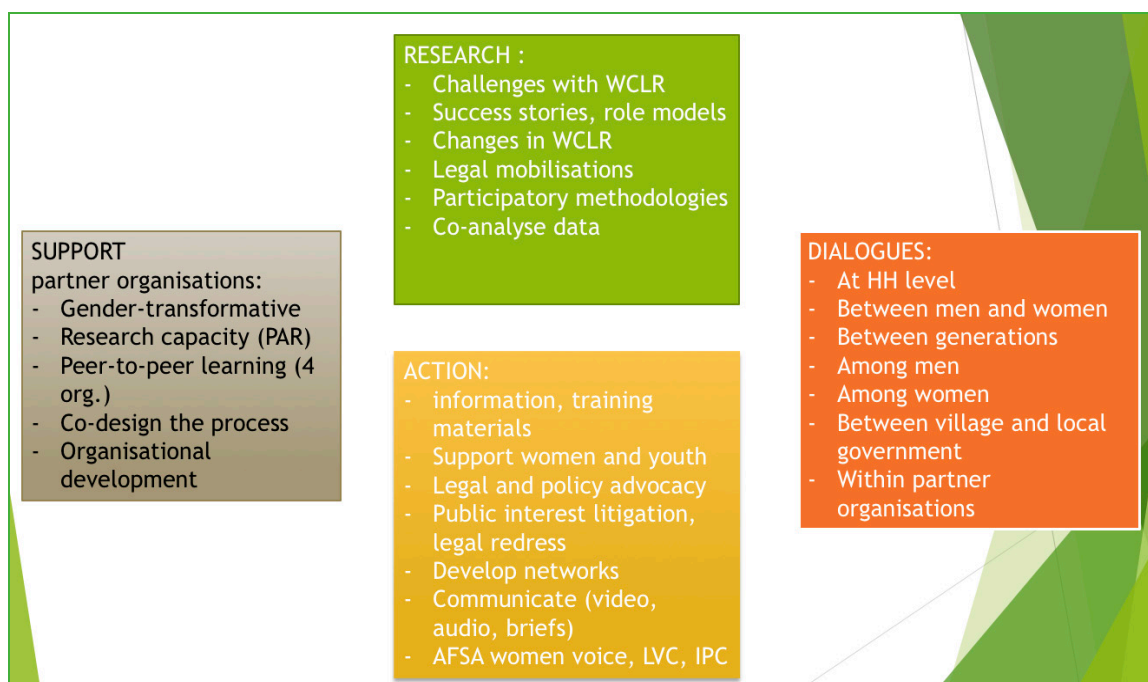 RESEARCH :
- Challenges with WCLR
- Success stories, role models
- Changes in WCLR
- Legal mobilisations
- Participatory methodologies
- Co-analyse data
SUPPORT
partner organisations:
- Gender-transformative
- Research capacity (PAR)
- Peer-to-peer learning (4
org.)
- Co-design the process
- Organisational
development
ACTION:
- information, training
materials
- Support women and youth
- Legal and policy advocacy
- Public interest litigation,
legal redress
- Develop networks
- Communicate (video,
audio, briefs)
- AFSA women voice, LVC, IPC
DIALOGUES:
- At HH level
- Between men and women
- Between generations
- Among men
- Among women
- Between village and local
government
- Within partner
organisations